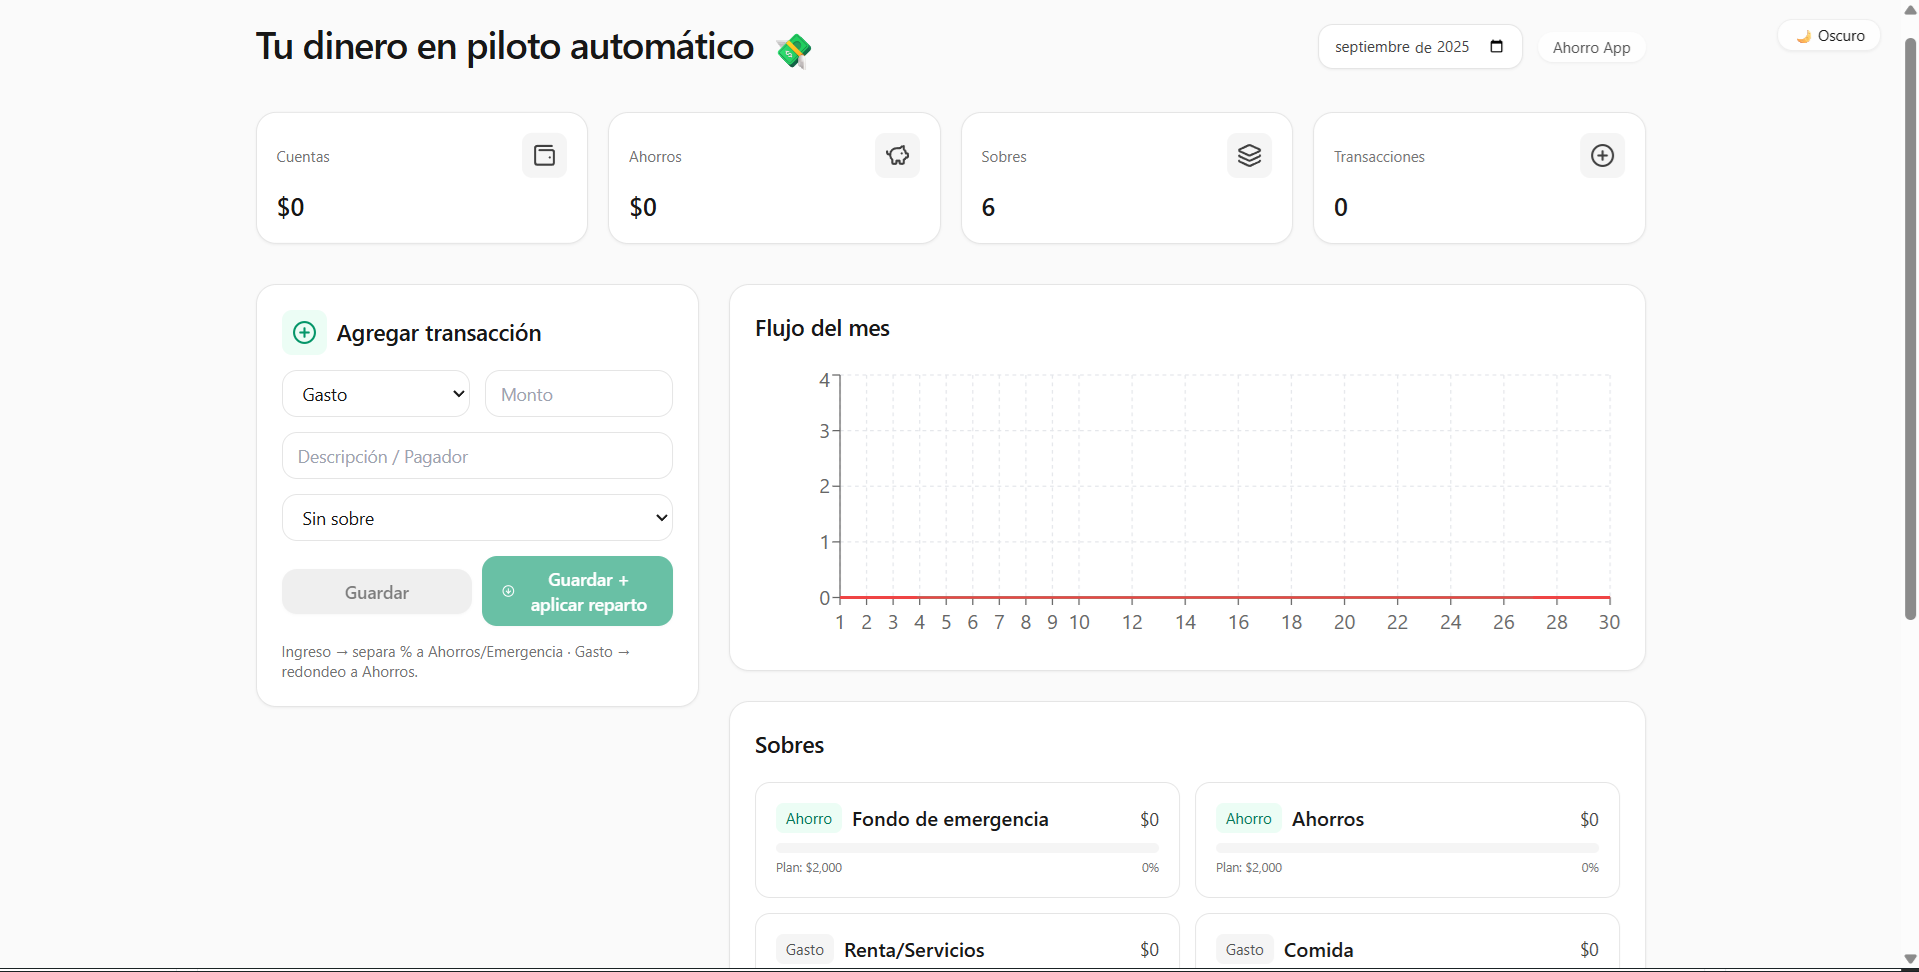 Tu dinero en piloto automático 💸
septiembre de 2025
Ahorro App
🌙 Oscuro
Cuentas
$0
Ahorros
$0
Sobres
6
Transacciones
0
Agregar transacción
Gasto
Monto
Descripción / Pagador
Sin sobre
Guardar
Guardar +
aplicar reparto
Ingreso → separa % a Ahorros/Emergencia · Gasto →
redondeo a Ahorros.
Flujo del mes
4
3
2
1
0
1 2 3 4 5 6 7 8 9 10 12 14 16 18 20 22 24 26 28 30
Sobres
Ahorro Fondo de emergencia $0
Plan: $2,000 0%
Ahorro Ahorros $0
Plan: $2,000 0%
Gasto Renta/Servicios $0
Gasto Comida $0